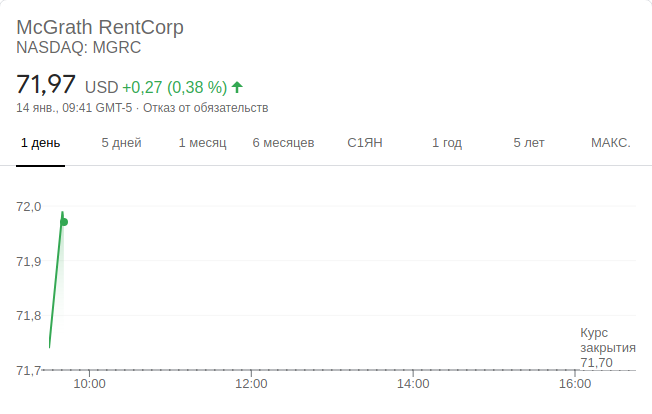 McGrath RentCorp
NASDAQ: MGRC
71,97 USD +0,27 (0,38 %)
14 янв., 09:41 GMT-5 · Отказ от обязательств
1 день 5 дней 1 месяц 6 месяцев С1ЯН 1 год 5 лет МАКС.
72,0
71,9
71,8
Курс
закрытия
71,70
71,7
10:00 12:00 14:00 16:00